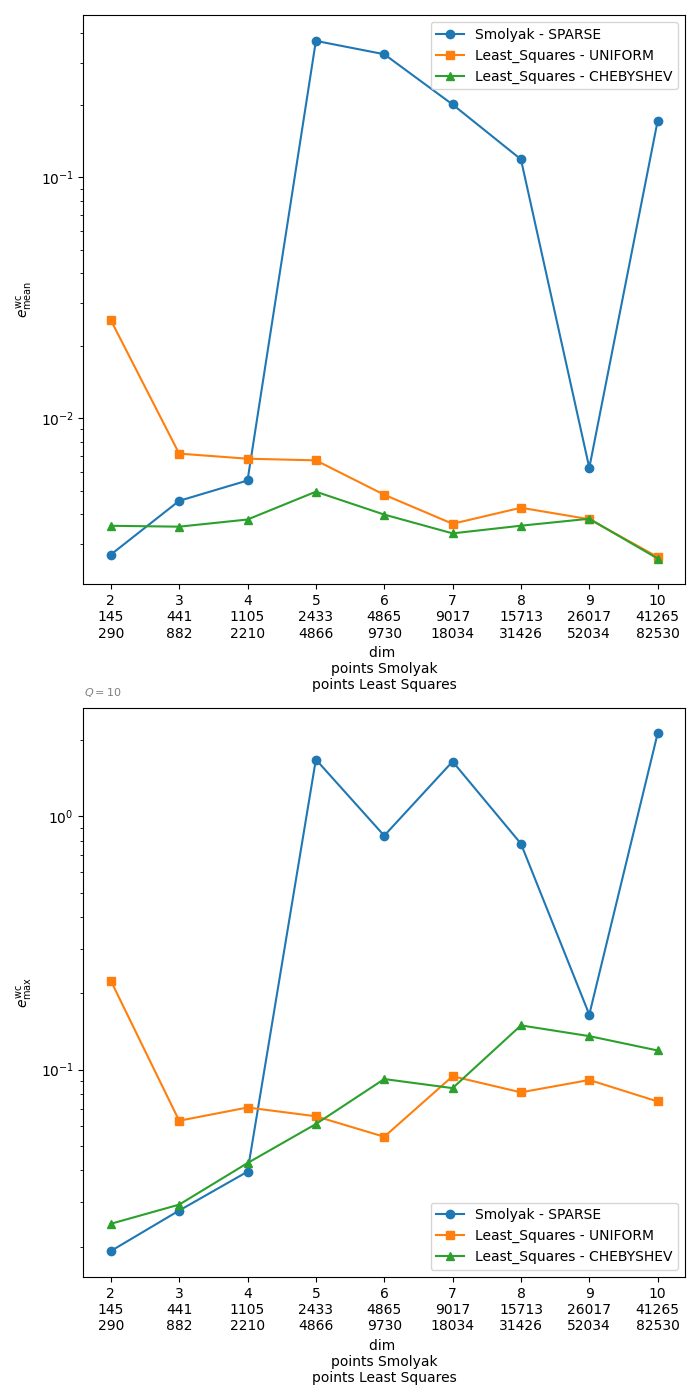 Smolyak - SPARSE
Least_Squares - UNIFORM
Least_Squares - CHEBYSHEV
10⁻¹
10⁻²
e^wc_mean
2 3 4 5 6 7 8 9 10
145 441 1105 2433 4865 9017 15713 26017 41265
290 882 2210 4866 9730 18034 31426 52034 82530
dim
points Smolyak
points Least Squares
Q = 10
10⁰
10⁻¹
e^wc_max
Smolyak - SPARSE
Least_Squares - UNIFORM
Least_Squares - CHEBYSHEV
2 3 4 5 6 7 8 9 10
145 441 1105 2433 4865 9017 15713 26017 41265
290 882 2210 4866 9730 18034 31426 52034 82530
dim
points Smolyak
points Least Squares